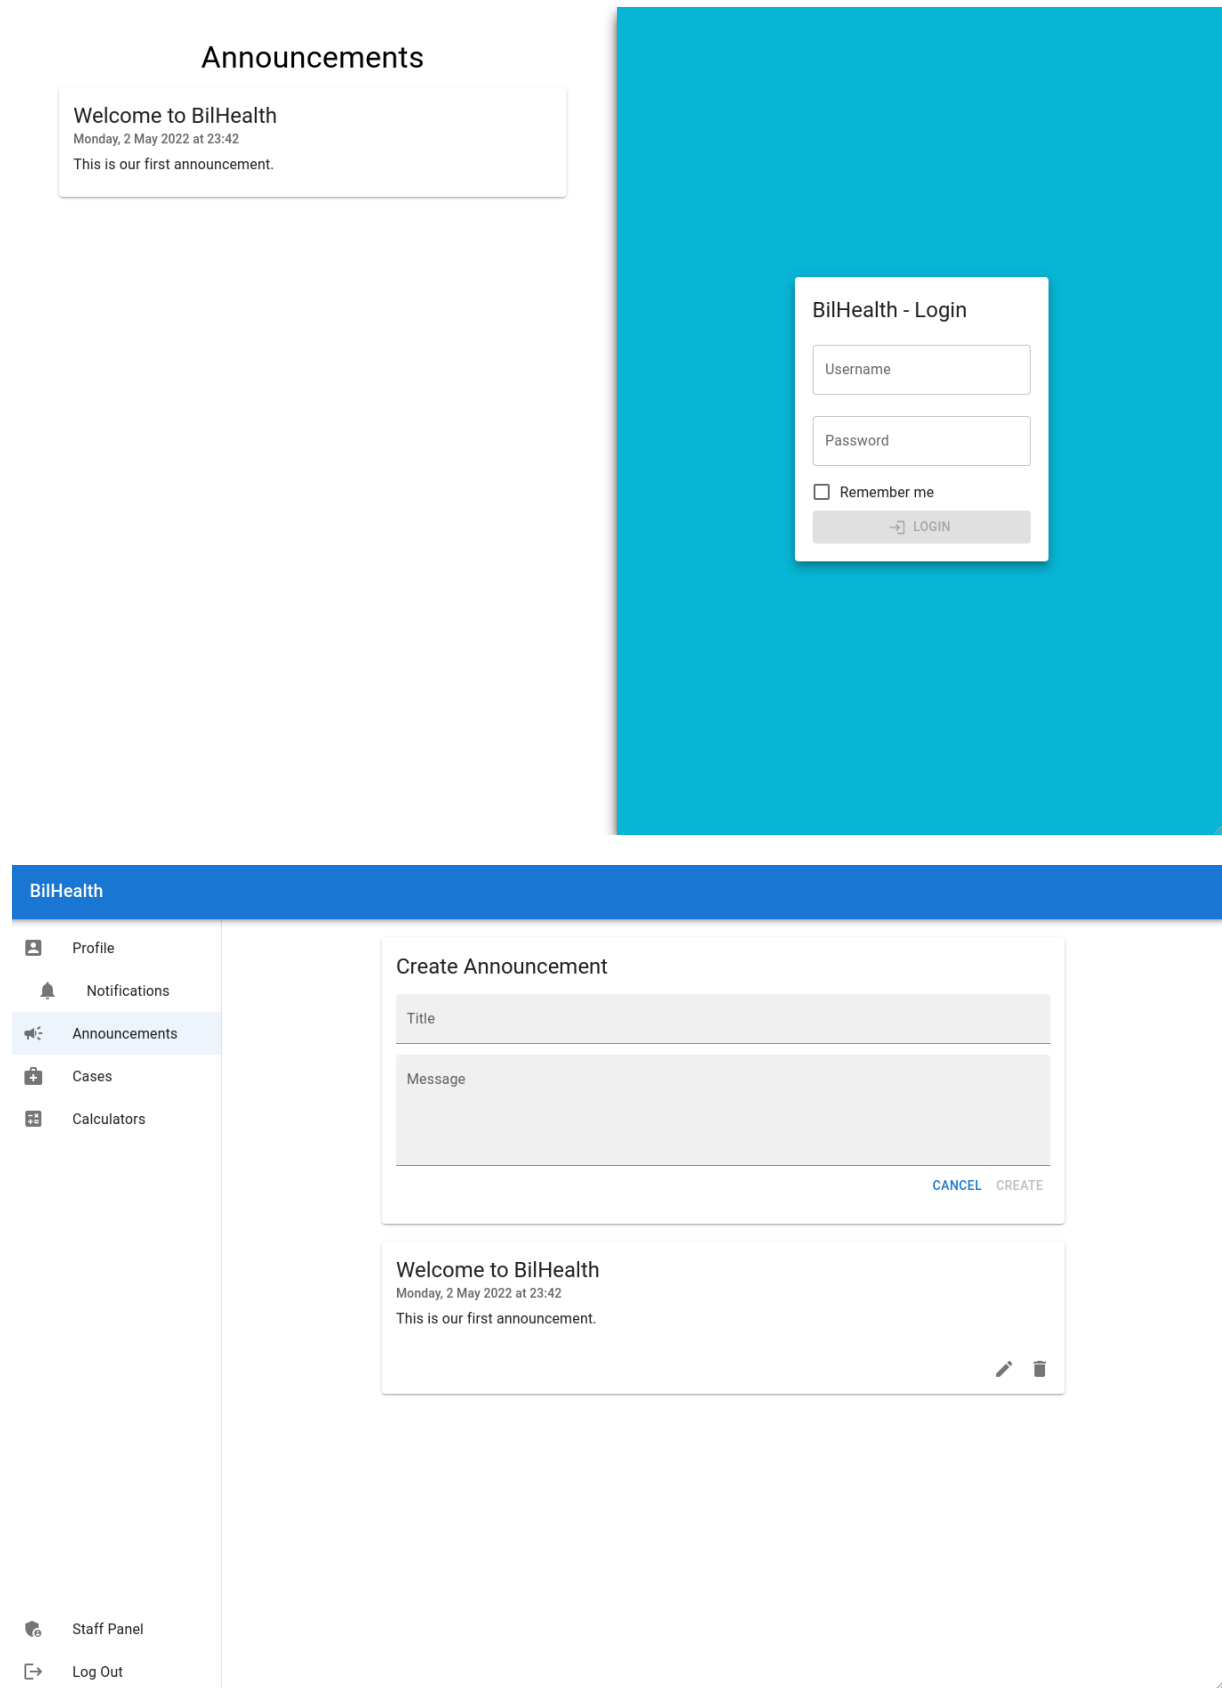 Announcements
Welcome to BilHealth
Monday, 2 May 2022 at 23:42
This is our first announcement.
BilHealth - Login
Username
Password
Remember me
LOGIN
BilHealth
Profile
Notifications
Announcements
Cases
Calculators
Staff Panel
Log Out
Create Announcement
Title
Message
CANCEL CREATE
Welcome to BilHealth
Monday, 2 May 2022 at 23:42
This is our first announcement.